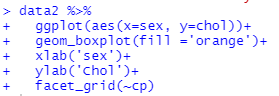 > data2 %>%
+   ggplot(aes(x=sex, y=chol))+
+   geom_boxplot(fill ='orange')+
+   xlab('sex')+
+   ylab('Chol')+
+   facet_grid(~cp)